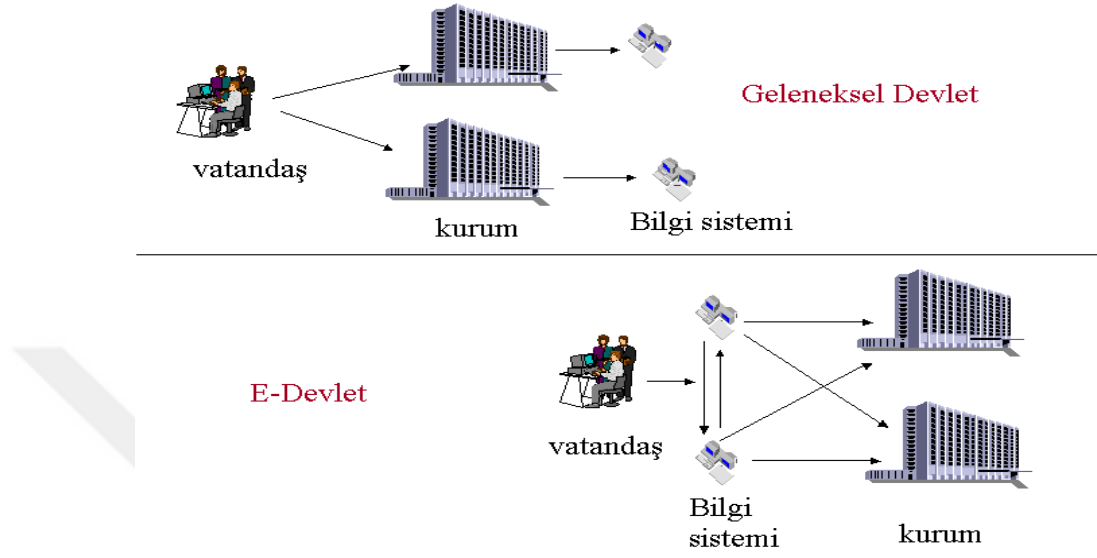 Geleneksel Devlet
vatandaş
kurum
Bilgi sistemi
E-Devlet
vatandaş
Bilgi
sistemi
kurum